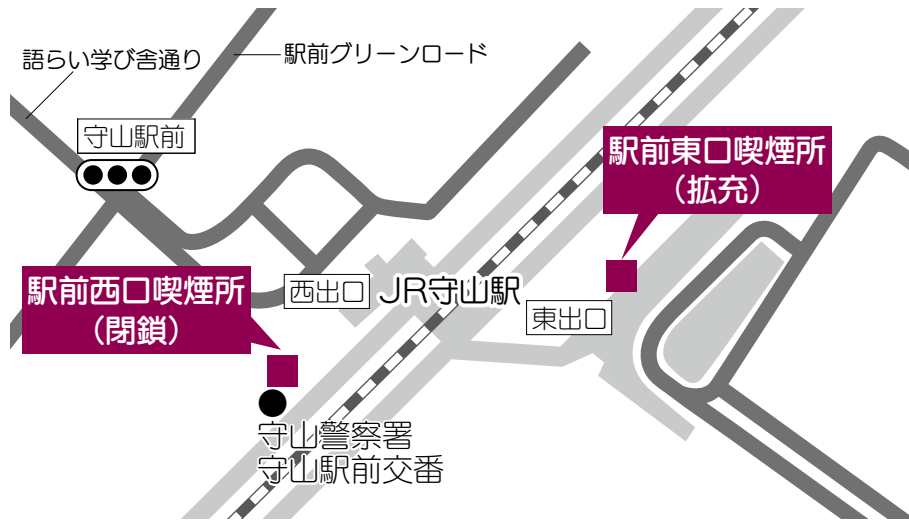 語らい学び舎通り
駅前グリーンロード
守山駅前
駅前東口喫煙所
(拡充)
駅前西口喫煙所
(閉鎖)
西出口
JR守山駅
東出口
守山警察署
守山駅前交番